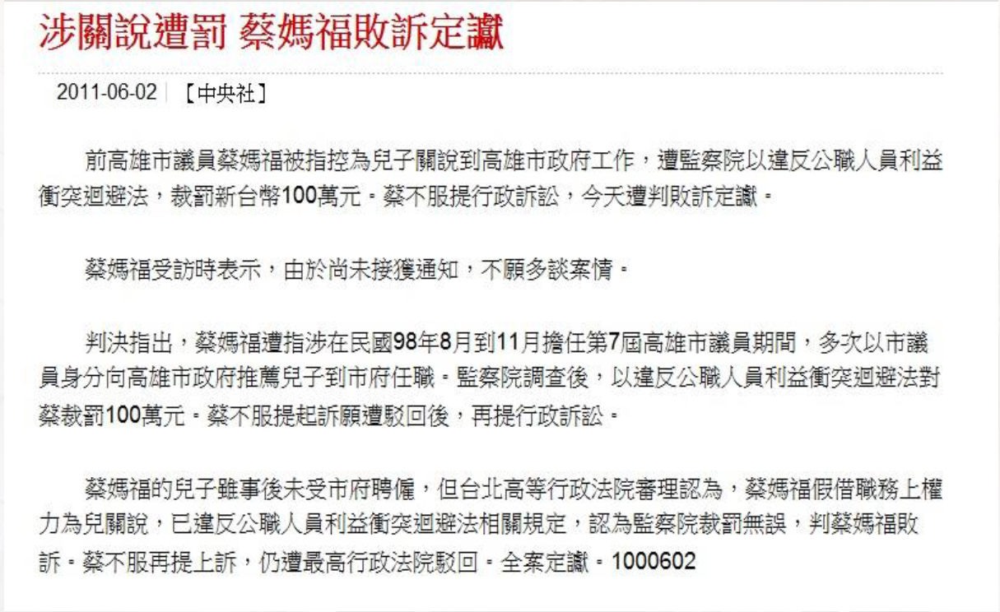 涉關說遭罰 蔡媽福敗訴定讞
2011-06-02 【中央社】
前高雄市議員蔡媽福被指控為兒子關說到高雄市政府工作，遭監察院以違反公職人員利益
衝突迴避法，裁罰新台幣100萬元。蔡不服提行政訴訟，今天遭判敗訴定讞。
蔡媽福受訪時表示，由於尚未接獲通知，不願多談案情。
判決指出，蔡媽福遭指涉在民國98年8月到11月擔任第7屆高雄市議員期間，多次以市議
員身分向高雄市政府推薦兒子到市府任職。監察院調查後，以違反公職人員利益衝突迴避法對
蔡裁罰100萬元。蔡不服提起訴願遭駁回後，再提行政訴訟。
蔡媽福的兒子雖事後未受市府聘僱，但台北高等行政法院審理認為，蔡媽福假借職務上權
力為兒關說，已違反公職人員利益衝突迴避法相關規定，認為監察院裁罰無誤，判蔡媽福敗
訴。蔡不服再提上訴，仍遭最高行政法院駁回。全案定讞。1000602